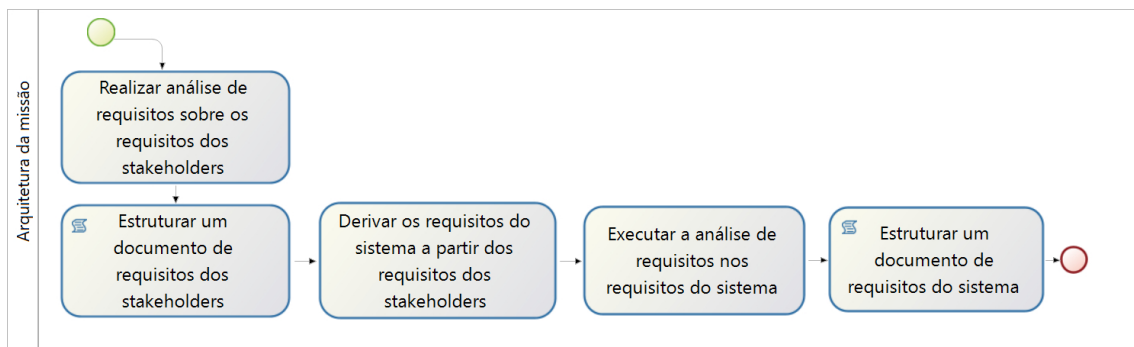 Arquitetura da missão
Realizar análise de
requisitos sobre os
requisitos dos
stakeholders
Estruturar um
documento de
requisitos dos
stakeholders
Derivar os requisitos do
sistema a partir dos
requisitos dos
stakeholders
Executar a análise de
requisitos nos
requisitos do sistema
Estruturar um
documento de
requisitos do sistema